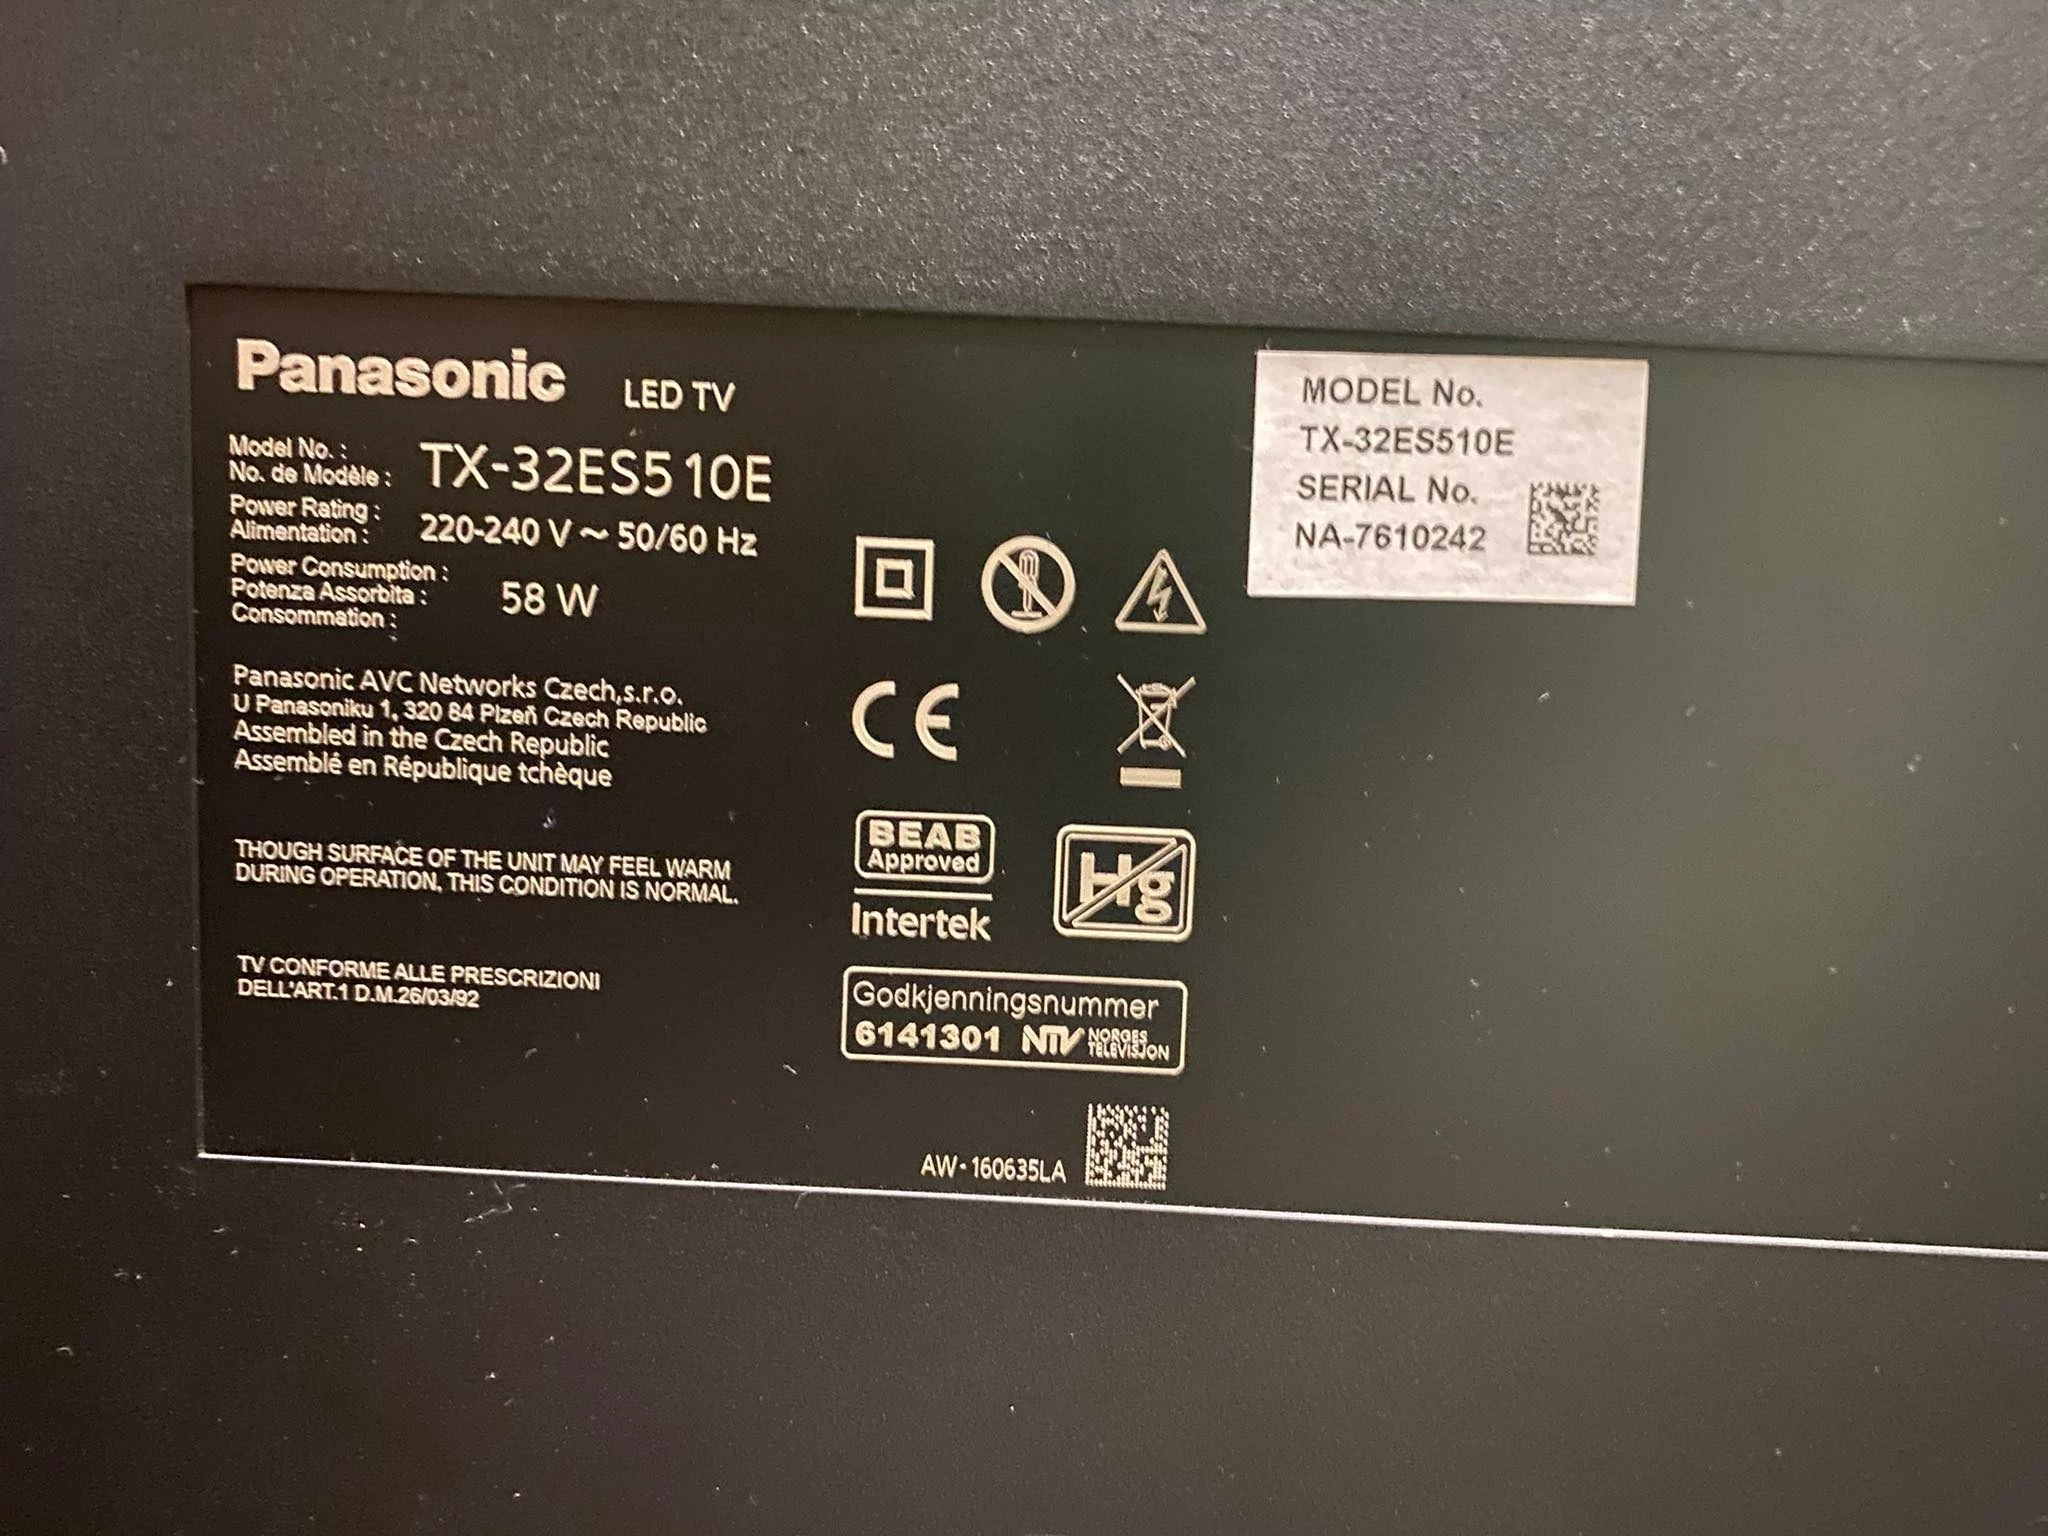 Panasonic LED TV
Model No. :
No. de Modèle : TX-32ES510E
Power Rating :
Alimentation : 220-240 V ~ 50/60 Hz
Power Consumption :
Potenza Assorbita : 58 W
Consommation :
Panasonic AVC Networks Czech,s.r.o.
U Panasoniku 1, 320 84 Plzeň Czech Republic
Assembled in the Czech Republic
Assemblé en République tchèque
THOUGH SURFACE OF THE UNIT MAY FEEL WARM
DURING OPERATION, THIS CONDITION IS NORMAL.
TV CONFORME ALLE PRESCRIZIONI
DELL'ART.1 D.M.26/03/92
CE
BEAB
Approved
Intertek
Hg
Godkjenningsnummer
6141301 NTV NORGES
TELEVISJON
AW-160635LA
MODEL No.
TX-32ES510E
SERIAL No.
NA-7610242